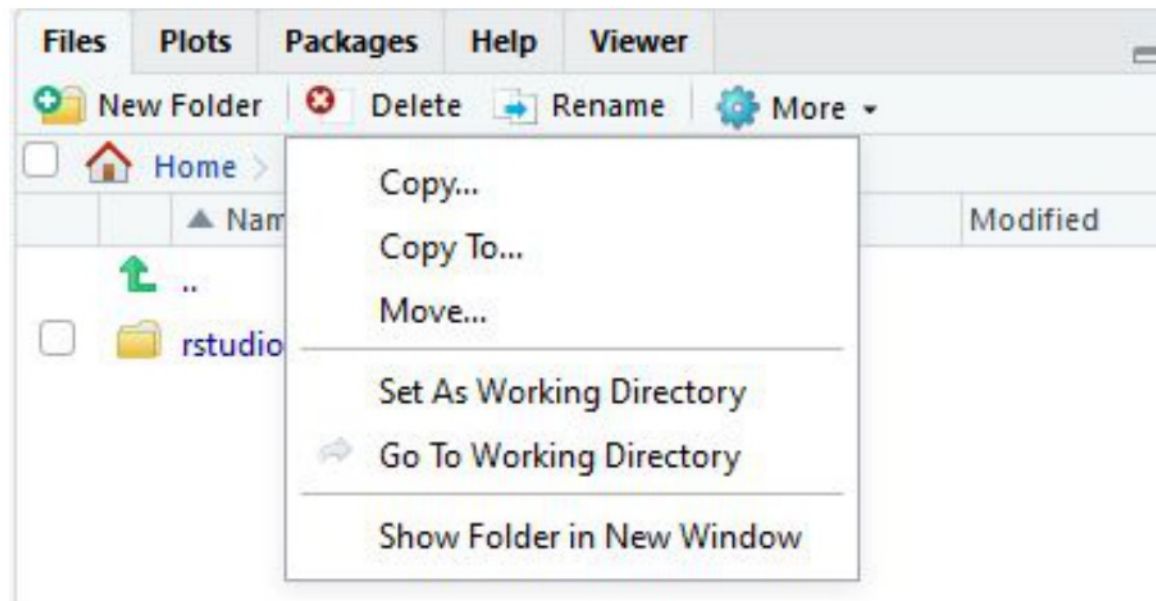 Files Plots Packages Help Viewer
New Folder Delete Rename More
Home
Copy...
Copy To...
Modified
..
Move...
rstudio
Set As Working Directory
Go To Working Directory
Show Folder in New Window